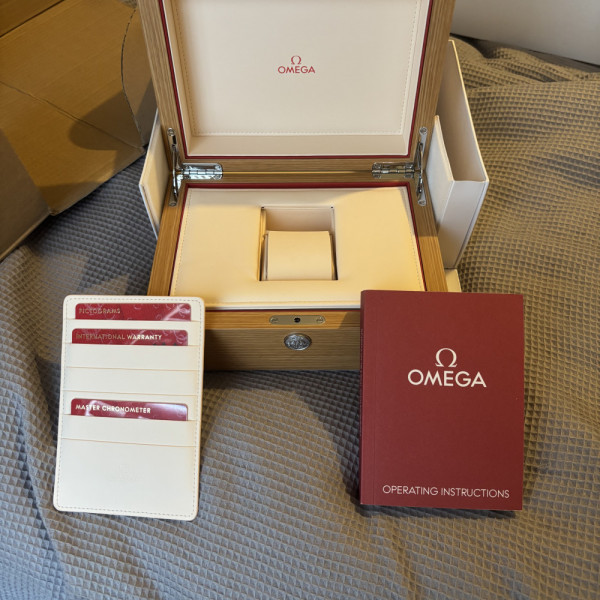 Ω
OMEGA
PICTOGRAMS
INTERNATIONAL WARRANTY
MASTER CHRONOMETER
Ω
OMEGA
OPERATING INSTRUCTIONS